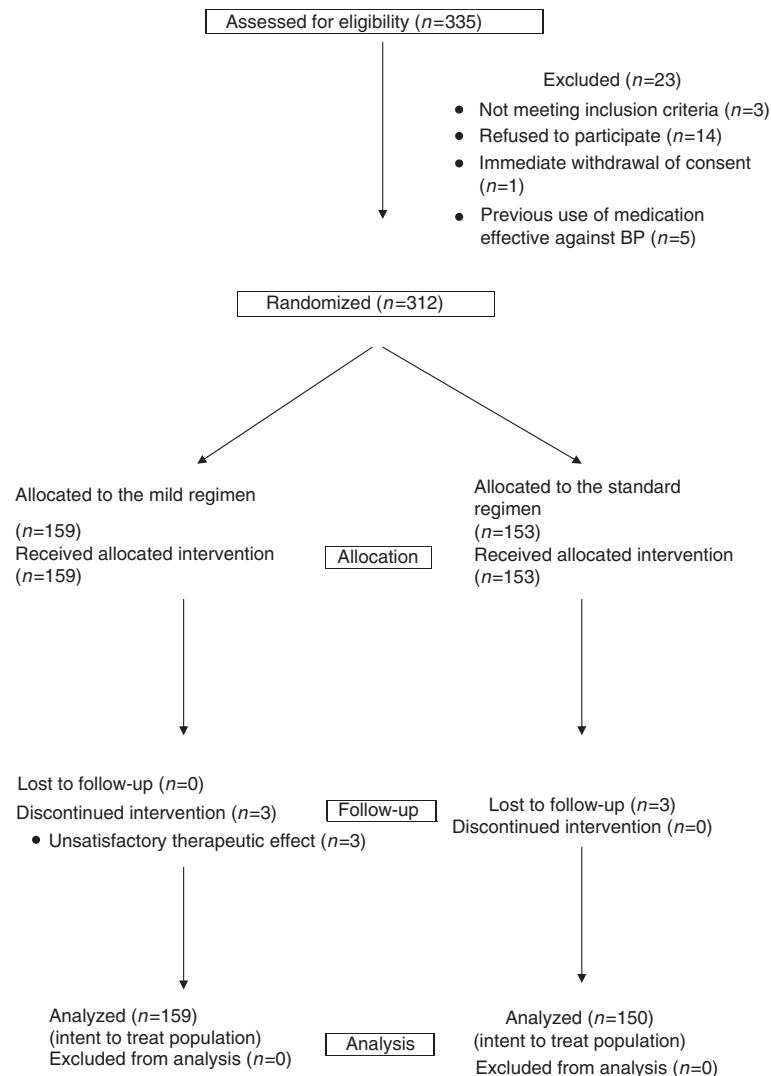 Assessed for eligibility (n=335)
Excluded (n=23)
• Not meeting inclusion criteria (n=3)
• Refused to participate (n=14)
• Immediate withdrawal of consent
(n=1)
• Previous use of medication
effective against BP (n=5)
Randomized (n=312)
Allocated to the mild regimen
(n=159)
Received allocated intervention
(n=159)
Allocation
Allocated to the standard
regimen
(n=153)
Received allocated intervention
(n=153)
Lost to follow-up (n=0)
Discontinued intervention (n=3)
• Unsatisfactory therapeutic effect (n=3)
Follow-up
Lost to follow-up (n=3)
Discontinued intervention (n=0)
Analyzed (n=159)
(intent to treat population)
Excluded from analysis (n=0)
Analysis
Analyzed (n=150)
(intent to treat population)
Excluded from analysis (n=0)